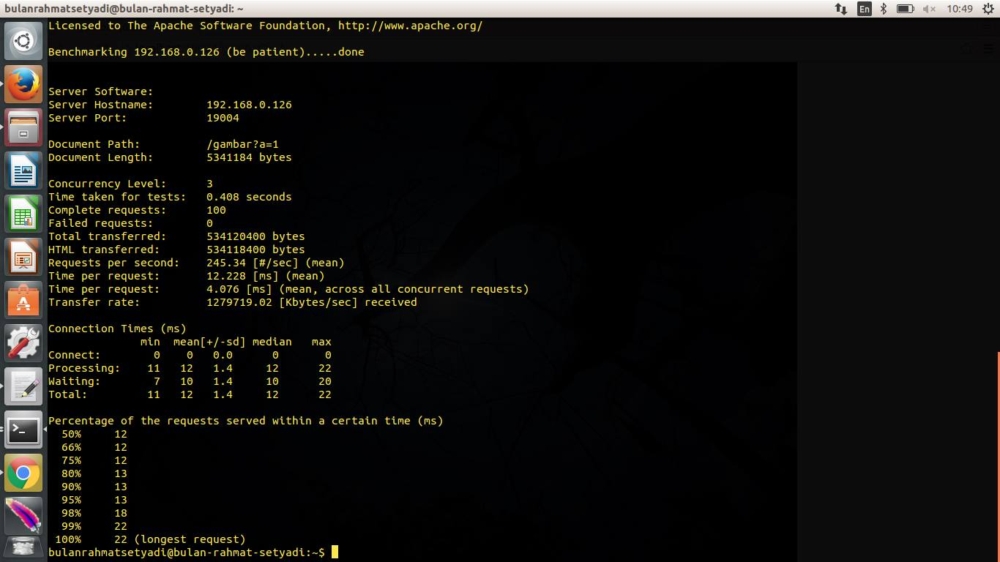 bulanrahmatsetyadi@bulan-rahmat-setyadi: ~
En
10:49
Licensed to The Apache Software Foundation, http://www.apache.org/
Benchmarking 192.168.0.126 (be patient).....done
Server Software:
Server Hostname: 192.168.0.126
Server Port: 19004
Document Path: /gambar?a=1
Document Length: 5341184 bytes
Concurrency Level: 3
Time taken for tests: 0.408 seconds
Complete requests: 100
Failed requests: 0
Total transferred: 534120400 bytes
HTML transferred: 534118400 bytes
Requests per second: 245.34 [#/sec] (mean)
Time per request: 12.228 [ms] (mean)
Time per request: 4.076 [ms] (mean, across all concurrent requests)
Transfer rate: 1279719.02 [Kbytes/sec] received
Connection Times (ms)
min mean[+/-sd] median max
Connect: 0 0 0.0 0 0
Processing: 11 12 1.4 12 22
Waiting: 7 10 1.4 10 20
Total: 11 12 1.4 12 22
Percentage of the requests served within a certain time (ms)
50% 12
66% 12
75% 12
80% 13
90% 13
95% 13
98% 18
99% 22
100% 22 (longest request)
bulanrahmatsetyadi@bulan-rahmat-setyadi:~$